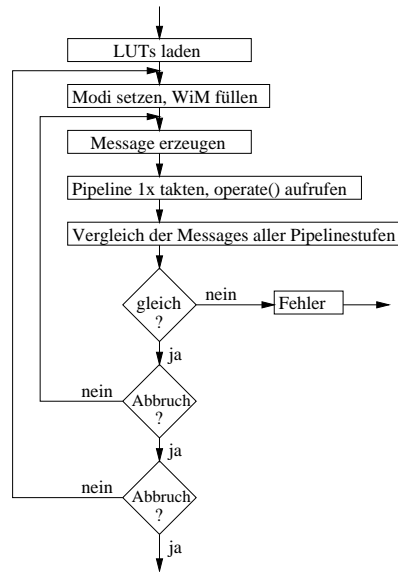 LUTs laden
Modi setzen, WiM füllen
Message erzeugen
Pipeline 1x takten, operate() aufrufen
Vergleich der Messages aller Pipelinestufen
gleich
?
nein
Fehler
ja
nein
Abbruch
?
ja
nein
Abbruch
?
ja